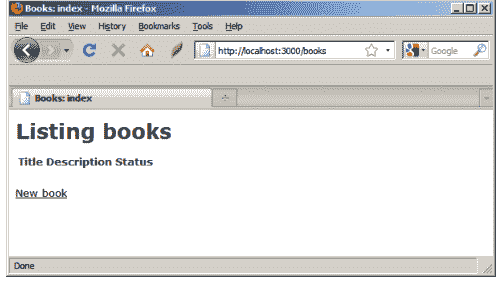 Books: index - Mozilla Firefox
File Edit View History Bookmarks Tools Help
http://localhost:3000/books Google
Books: index
Listing books
Title Description Status
New book
Done